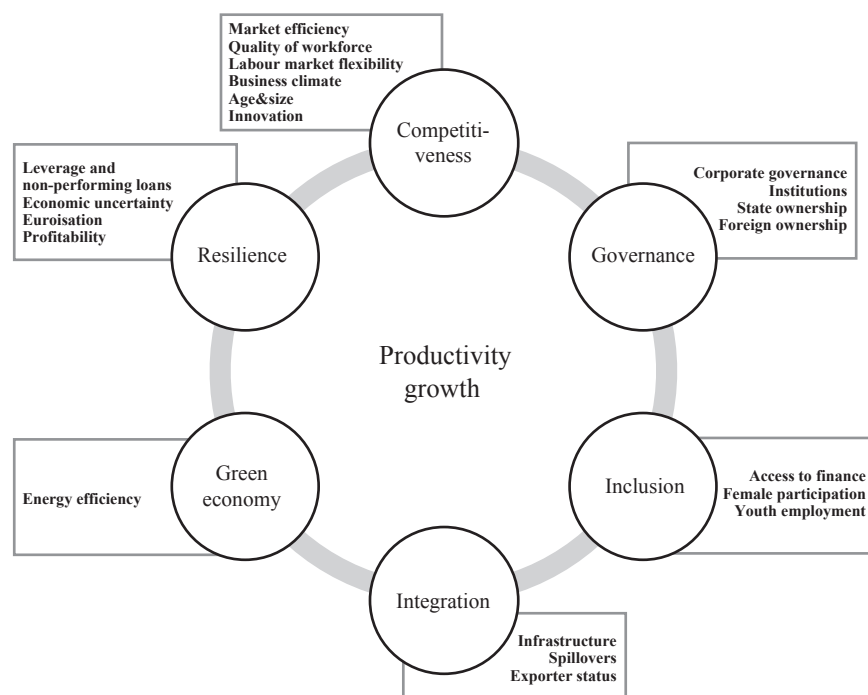 Market efficiency
Quality of workforce
Labour market flexibility
Business climate
Age&size
Innovation
Competiti-
veness
Leverage and
non-performing loans
Economic uncertainty
Euroisation
Profitability
Resilience
Corporate governance
Institutions
State ownership
Foreign ownership
Governance
Productivity
growth
Energy efficiency
Green
economy
Inclusion
Access to finance
Female participation
Youth employment
Integration
Infrastructure
Spillovers
Exporter status